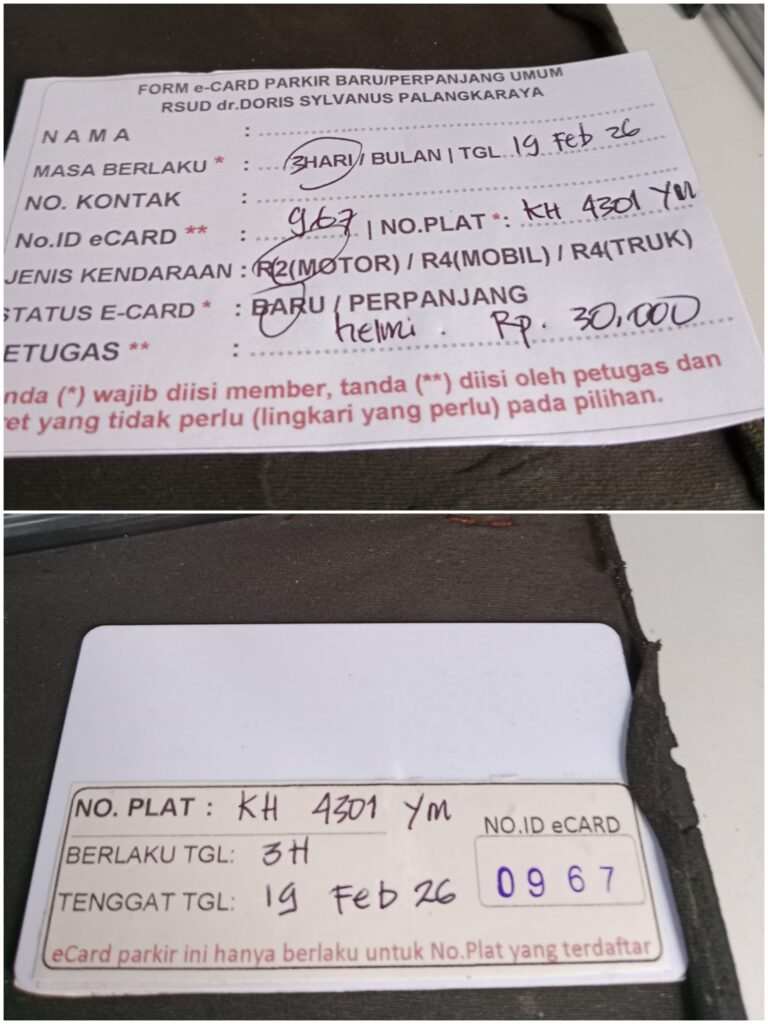 FORM e-CARD PARKIR BARU/PERPANJANG UMUM
RSUD dr.DORIS SYLVANUS PALANGKARAYA
NAMA :
MASA BERLAKU * : 3HARI / BULAN | TGL 19 Feb 26
NO. KONTAK :
No.ID eCARD ** : 967 | NO.PLAT *: KH 4301 YM
JENIS KENDARAAN : R2(MOTOR) / R4(MOBIL) / R4(TRUK)
STATUS E-CARD * : BARU / PERPANJANG
ETUGAS ** : helmi. Rp. 30,000
nda (*) wajib diisi member, tanda (**) diisi oleh petugas dan
ret yang tidak perlu (lingkari yang perlu) pada pilihan.
NO. PLAT : KH 4301 YM
NO.ID eCARD
BERLAKU TGL: 3H
0967
TENGGAT TGL: 19 Feb 26
eCard parkir ini hanya berlaku untuk No.Plat yang terdaftar